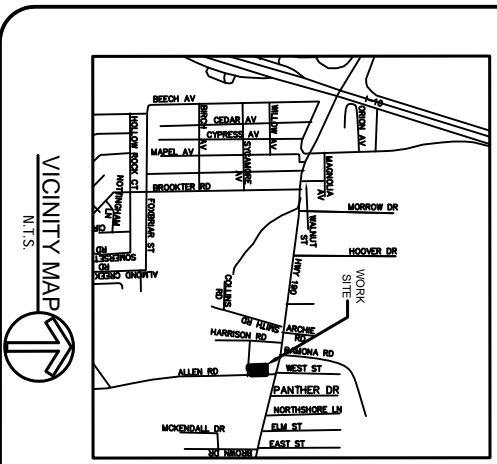 I-10
BEECH AV
ORION AV
BIRCH AV
CEDAR AV
WILLOW AV
CYPRESS AV
SYCAMORE AV
MAPEL AV
MAGNOLIA AV
HOLLOW ROCK CT
BROOKTER RD
NOTTINGHAM LN
CIR
FOXBRIAR ST
SOMERSET RD
ALMOND CREEK RD
WALNUT ST
MORROW DR
HOOVER DR
HWY 190
COLLINS RD
SMITH RD
WORK SITE
HARRISON RD
ARCHIE RD
RAMONA RD
ALLEN RD
WEST ST
PANTHER DR
NORTHSHORE LN
MCKENDALL DR
ELM ST
EAST ST
BROWN DR
VICINITY MAP
N.T.S.